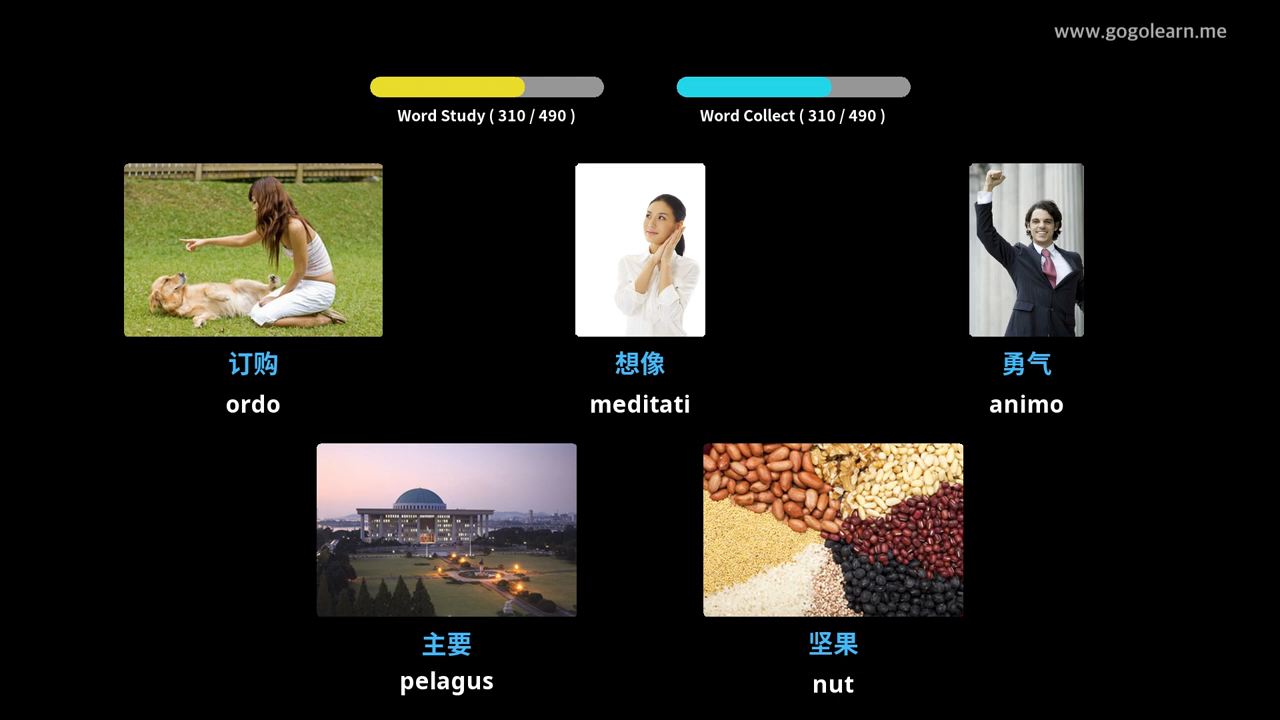 www.gogolearn.me
Word Study ( 310 / 490 )
Word Collect ( 310 / 490 )
订购
ordo
想像
meditati
勇气
animo
主要
pelagus
坚果
nut